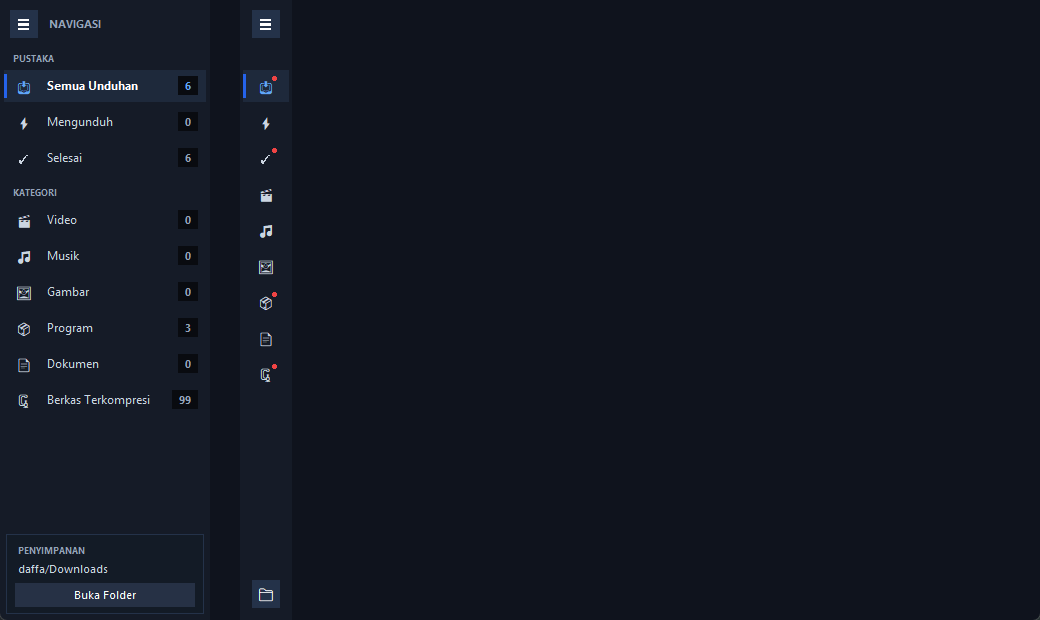 NAVIGASI
PUSTAKA
Semua Unduhan 6
Mengunduh 0
Selesai 6
KATEGORI
Video 0
Musik 0
Gambar 0
Program 3
Dokumen 0
Berkas Terkompresi 99
PENYIMPANAN
daffa/Downloads
Buka Folder